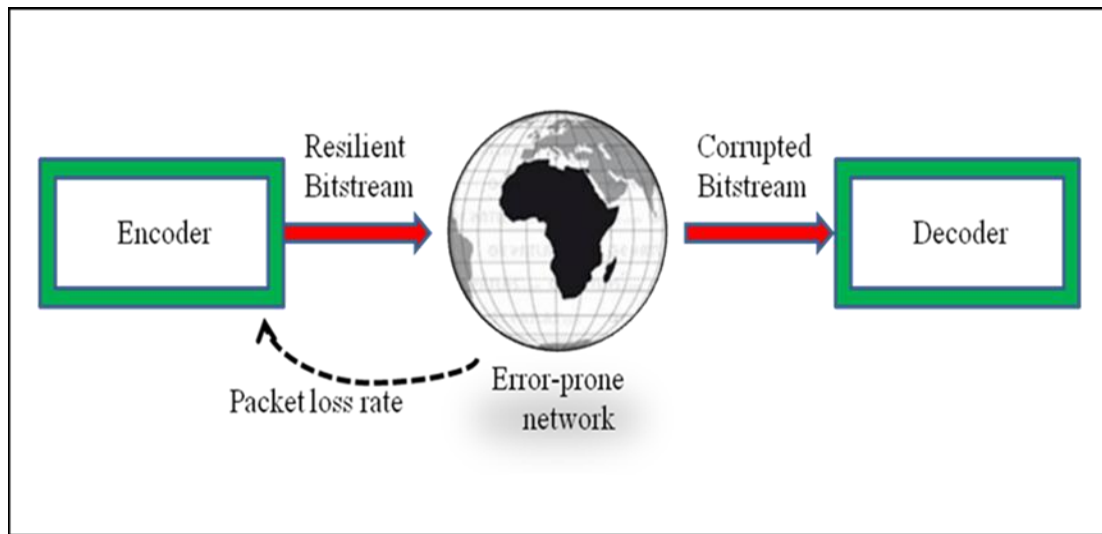 Resilient
Bitstream
Corrupted
Bitstream
Encoder
Decoder
Packet loss rate
Error-prone
network